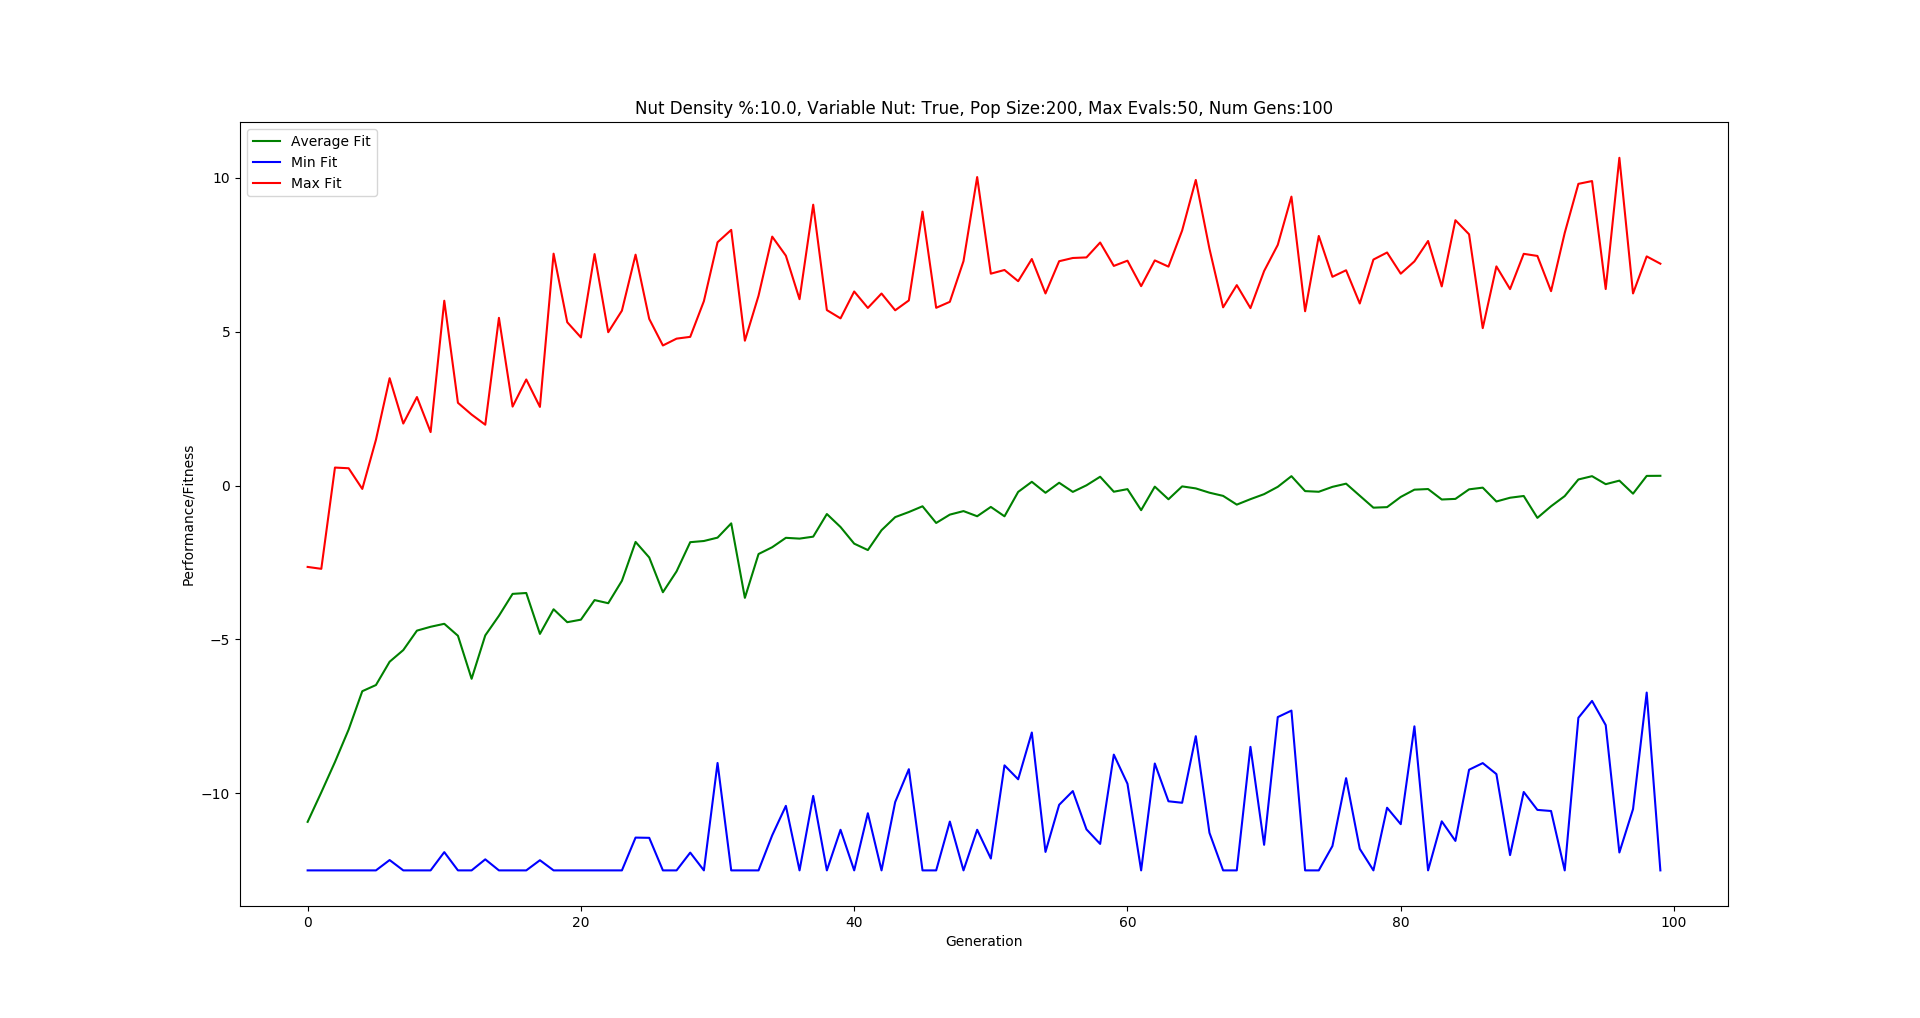 Nut Density %:10.0, Variable Nut: True, Pop Size:200, Max Evals:50, Num Gens:100
Average Fit
Min Fit
Max Fit
10
5
0
−5
−10
Performance/Fitness
0 20 40 60 80 100
Generation